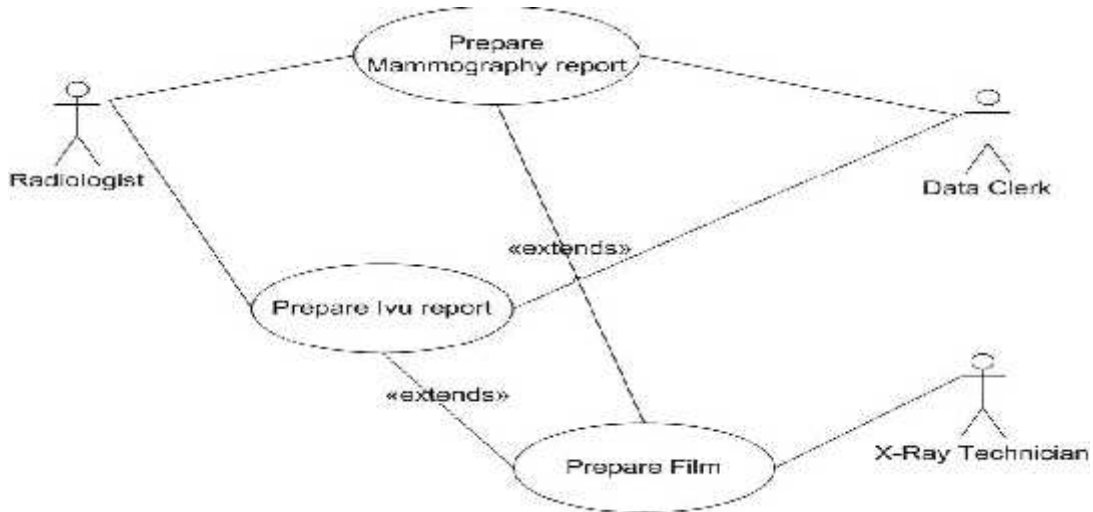 Prepare
Mammography report
Radiologist
Data Clerk
«extends»
Prepare Ivu report
«extends»
X-Ray Technician
Prepare Film